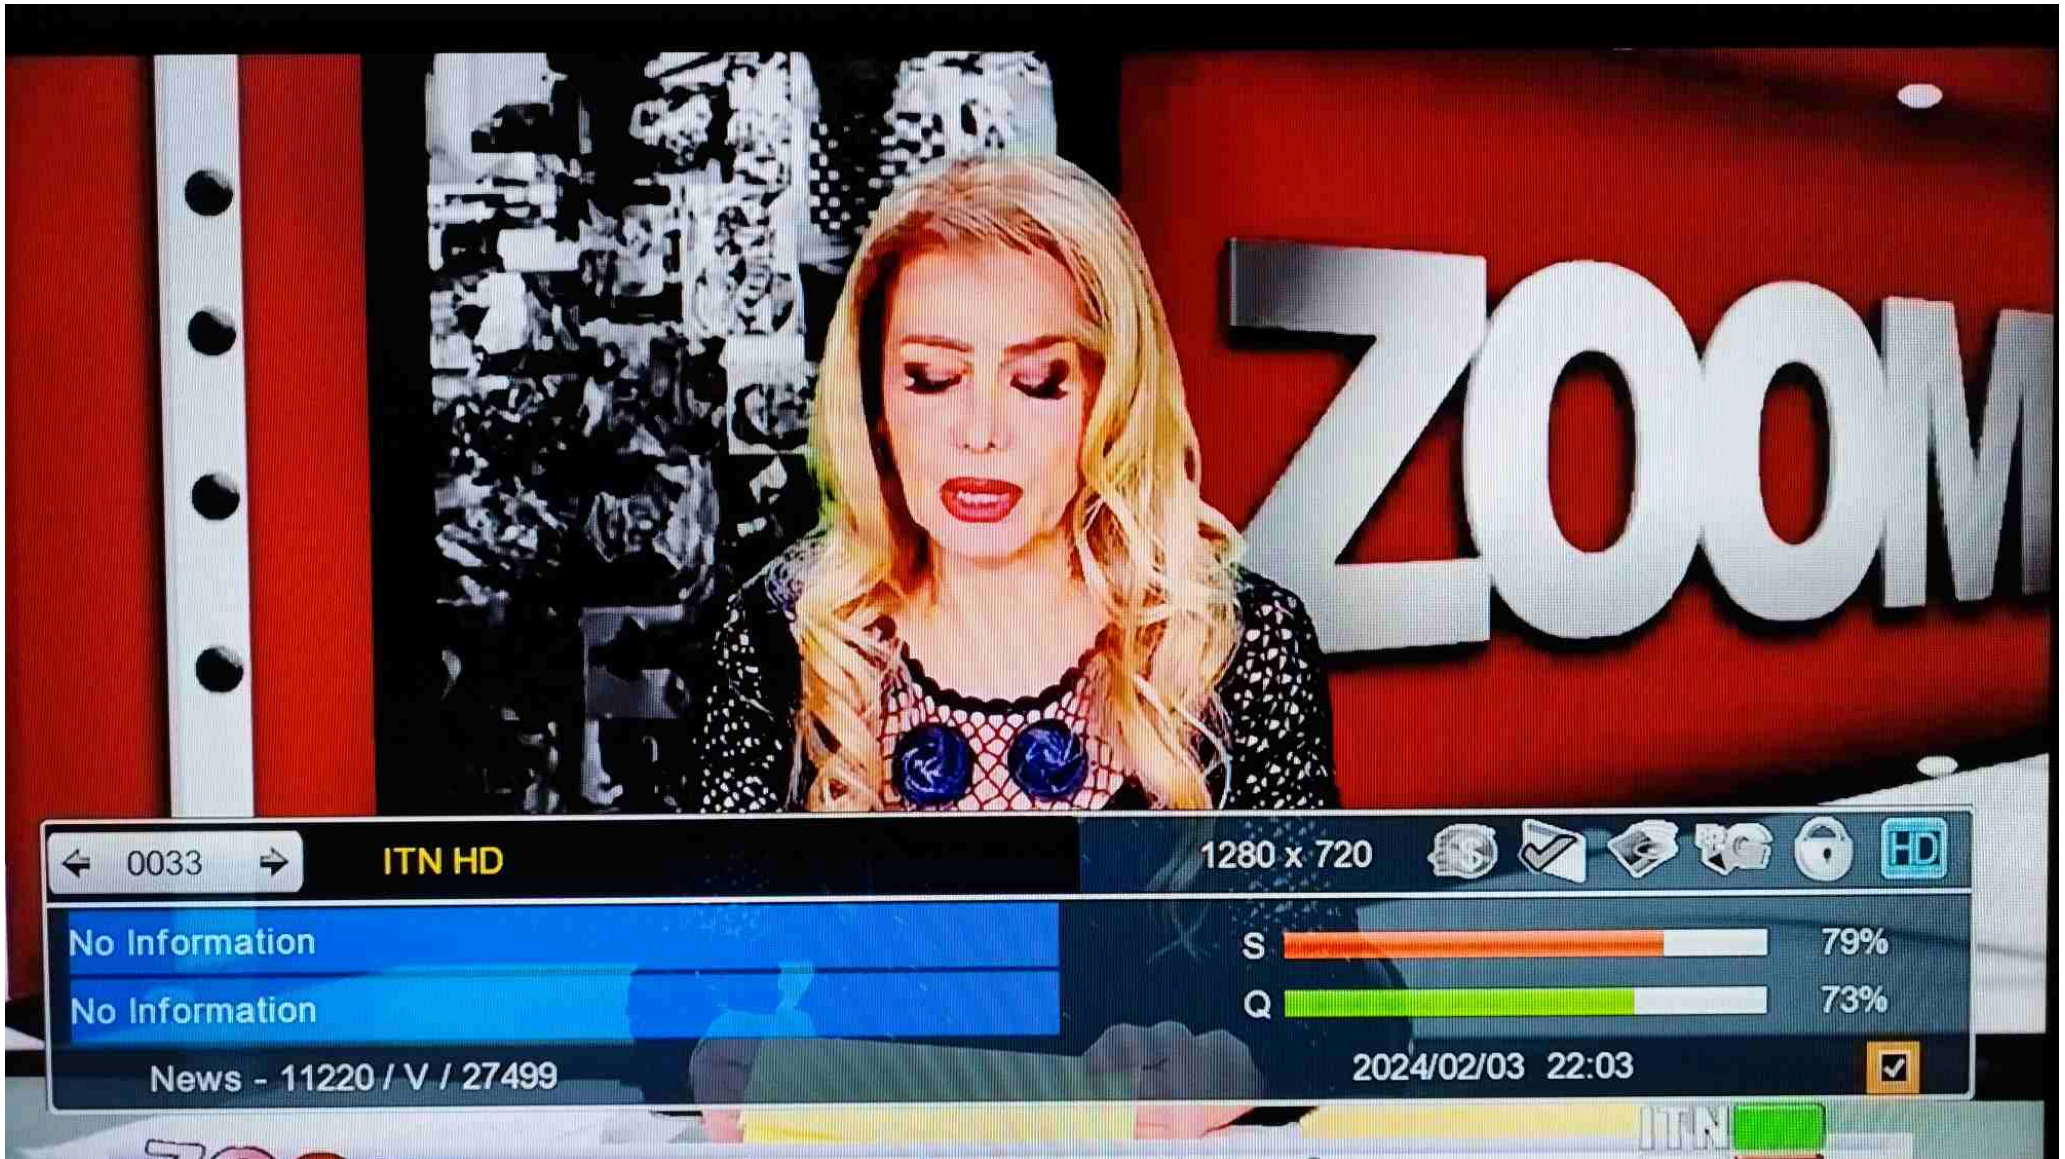 ZOOM
0033
ITN HD
1280 x 720
HD
No Information
S 79%
No Information
Q 73%
News - 11220 / V / 27499
2024/02/03 22:03
ITN